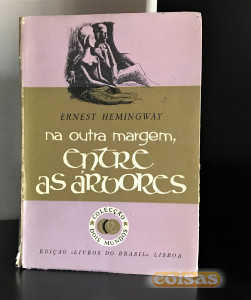 ERNEST HEMINGWAY
na outra margem,
entre
as árvores
COLECÇÃO
DOIS MUNDOS
EDIÇÃO «LIVROS DO BRASIL» LISBOA
coisas